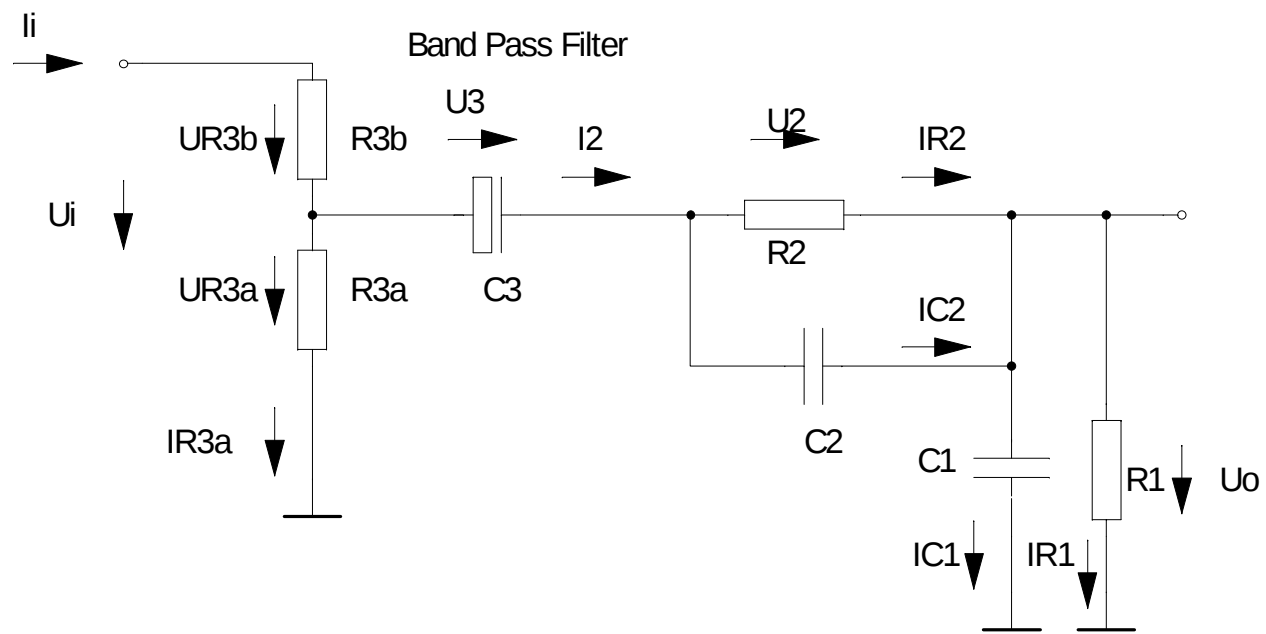 Ii
Band Pass Filter
U3
U2
UR3b
R3b
I2
IR2
Ui
R2
UR3a
R3a
C3
IC2
IR3a
C2
C1
R1
Uo
IC1
IR1